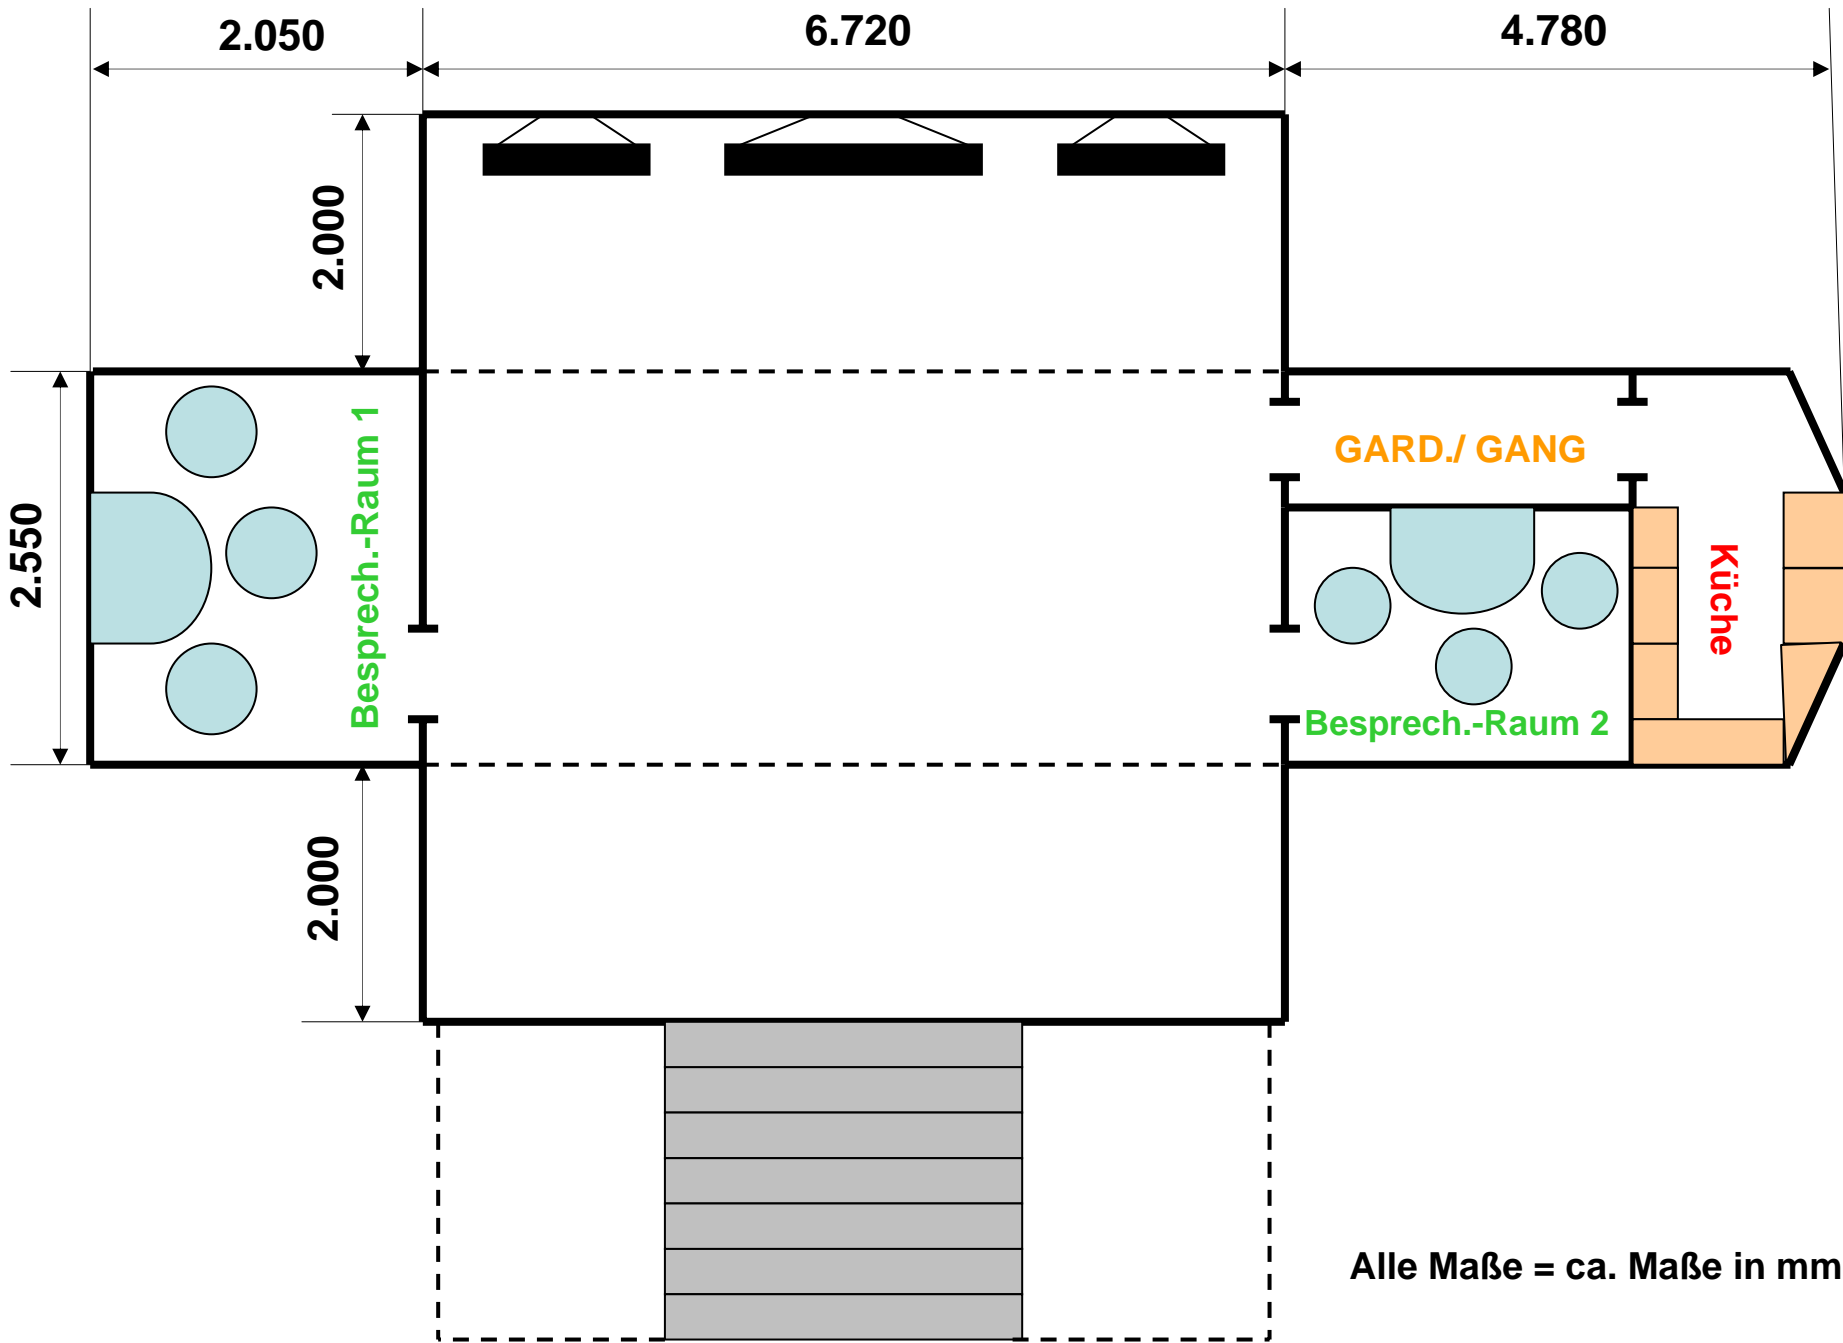 2.050
6.720
4.780
2.000
2.550
Besprech.-Raum 1
GARD./ GANG
Küche
Besprech.-Raum 2
2.000
Alle Maße = ca. Maße in mm